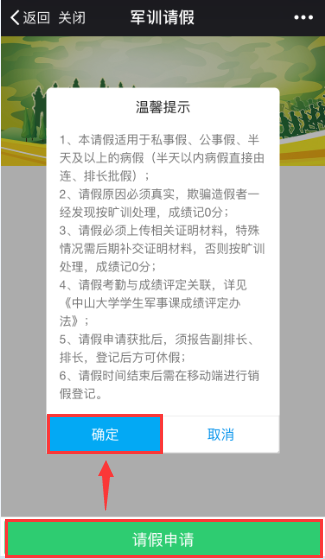 返回 关闭 军训请假
温馨提示
1、本请假适用于私事假、公事假、半
天及以上的病假（半天以内病假直接由
连、排长批假）；
2、请假原因必须真实，欺骗造假者一
经发现按旷训处理，成绩记0分；
3、请假必须上传相关证明材料，特殊
情况需后期补交证明材料，否则按旷训
处理，成绩记0分；
4、请假考勤与成绩评定关联，详见
《中山大学学生军事课成绩评定办
法》；
5、请假申请获批后，须报告副排长、
排长，登记后方可休假；
6、请假时间结束后需在移动端进行销
假登记。
确定 取消
请假申请